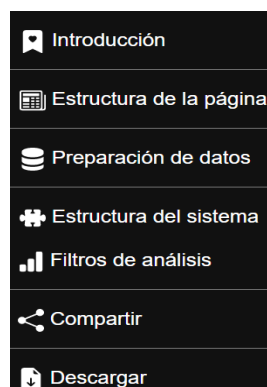 Introducción
Estructura de la página
Preparación de datos
Estructura del sistema
Filtros de análisis
Compartir
Descargar